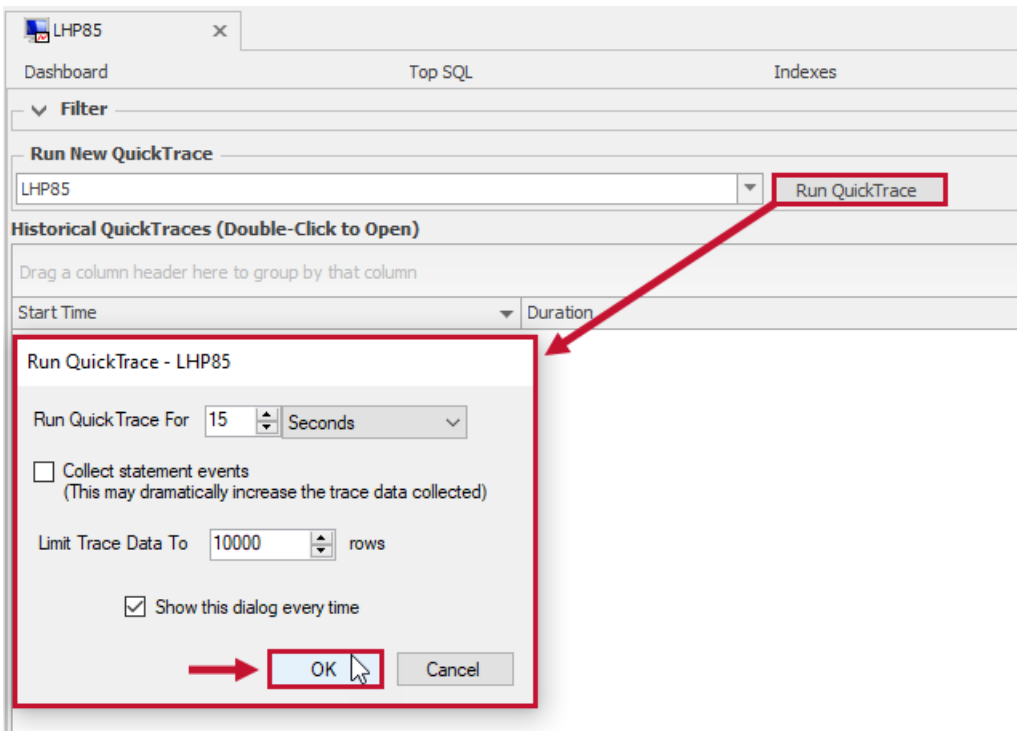 LHP85
Dashboard Top SQL Indexes
Filter
Run New QuickTrace
LHP85 Run QuickTrace
Historical QuickTraces (Double-Click to Open)
Drag a column header here to group by that column
Start Time Duration
Run QuickTrace - LHP85
Run QuickTrace For 15 Seconds
Collect statement events
(This may dramatically increase the trace data collected)
Limit Trace Data To 10000 rows
Show this dialog every time
OK Cancel